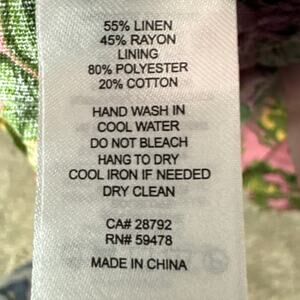 55% LINEN
45% RAYON
LINING
80% POLYESTER
20% COTTON
HAND WASH IN
COOL WATER
DO NOT BLEACH
HANG TO DRY
COOL IRON IF NEEDED
DRY CLEAN
CA# 28792
RN# 59478
MADE IN CHINA